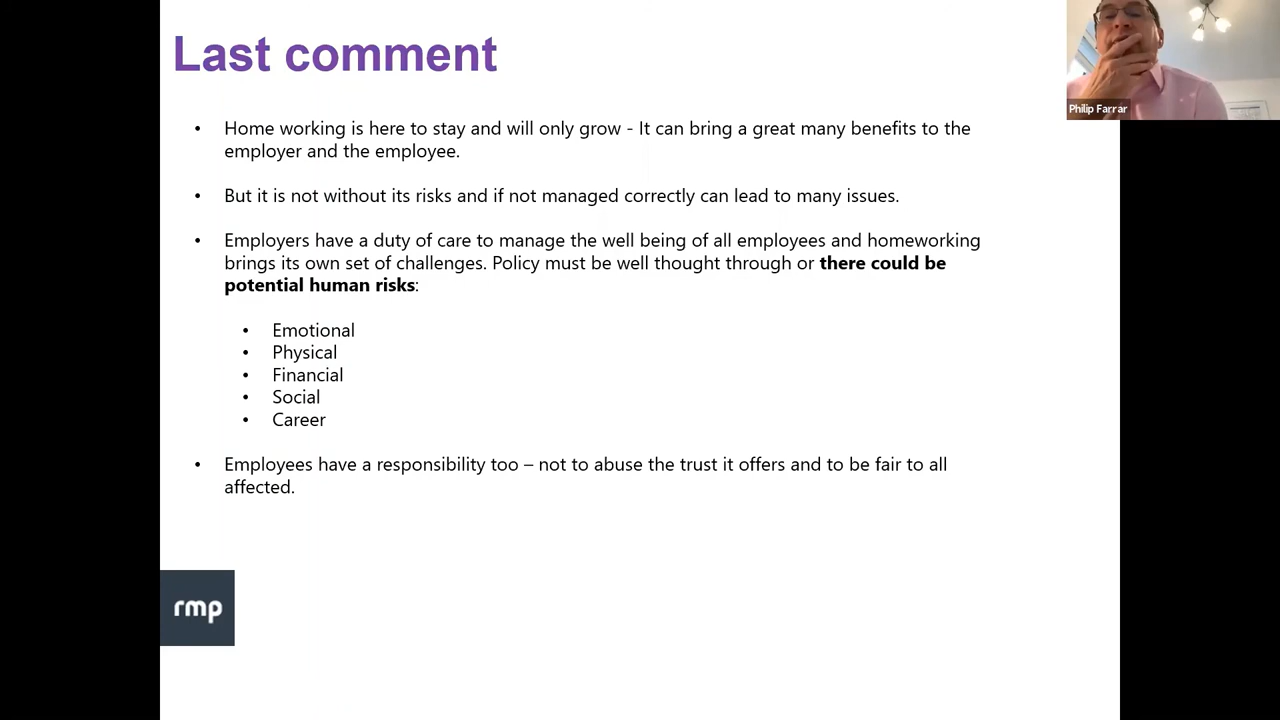 Last comment
Philip Farrar
• Home working is here to stay and will only grow - It can bring a great many benefits to the
employer and the employee.
• But it is not without its risks and if not managed correctly can lead to many issues.
• Employers have a duty of care to manage the well being of all employees and homeworking
brings its own set of challenges. Policy must be well thought through or there could be
potential human risks:
• Emotional
• Physical
• Financial
• Social
• Career
• Employees have a responsibility too – not to abuse the trust it offers and to be fair to all
affected.
rmp